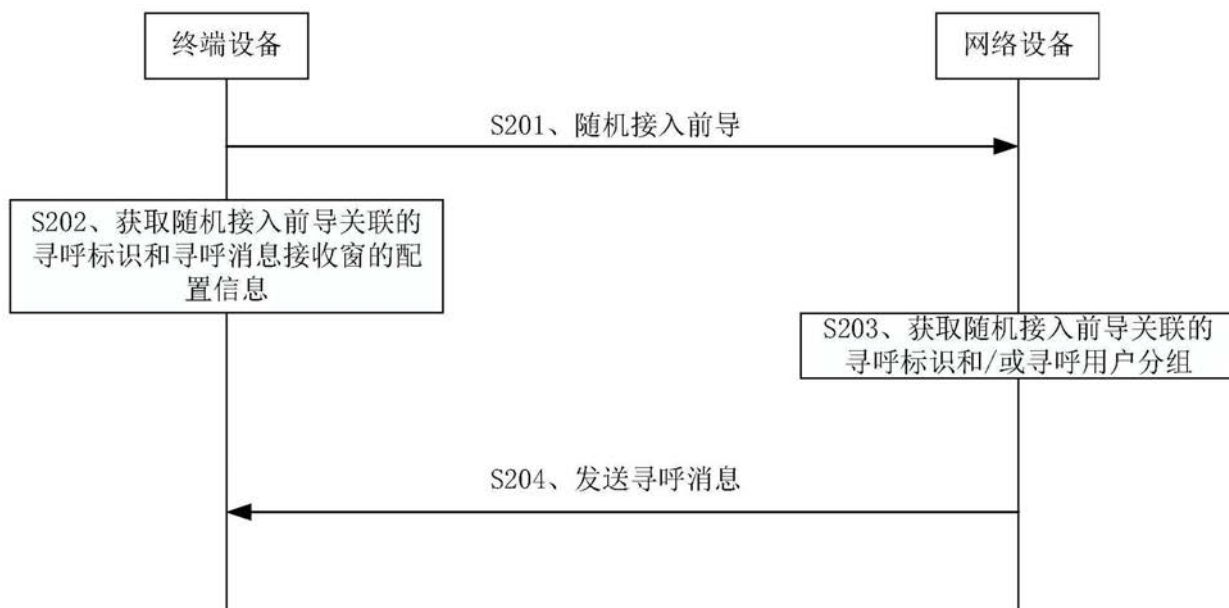 终端设备
网络设备
S201、随机接入前导
S202、获取随机接入前导关联的
寻呼标识和寻呼消息接收窗的配
置信息
S203、获取随机接入前导关联的
寻呼标识和/或寻呼用户分组
S204、发送寻呼消息